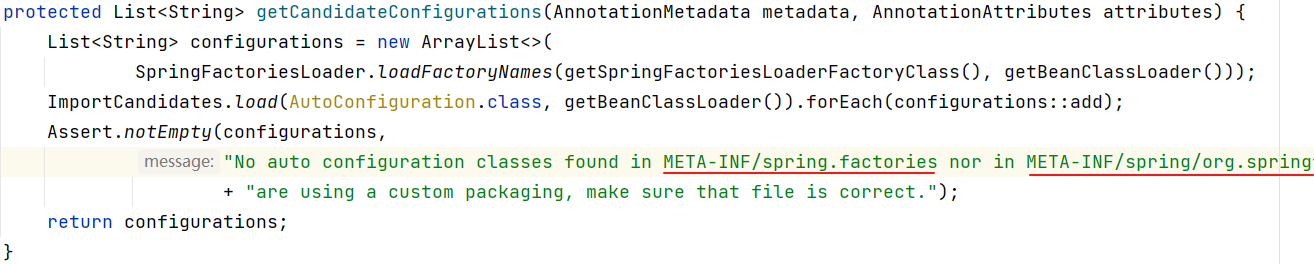 protected List<String> getCandidateConfigurations(AnnotationMetadata metadata, AnnotationAttributes attributes) {
List<String> configurations = new ArrayList<>(
SpringFactoriesLoader.loadFactoryNames(getSpringFactoriesLoaderFactoryClass(), getBeanClassLoader()));
ImportCandidates.load(AutoConfiguration.class, getBeanClassLoader()).forEach(configurations::add);
Assert.notEmpty(configurations,
message: "No auto configuration classes found in META-INF/spring.factories nor in META-INF/spring/org.spring
+ "are using a custom packaging, make sure that file is correct.");
return configurations;
}